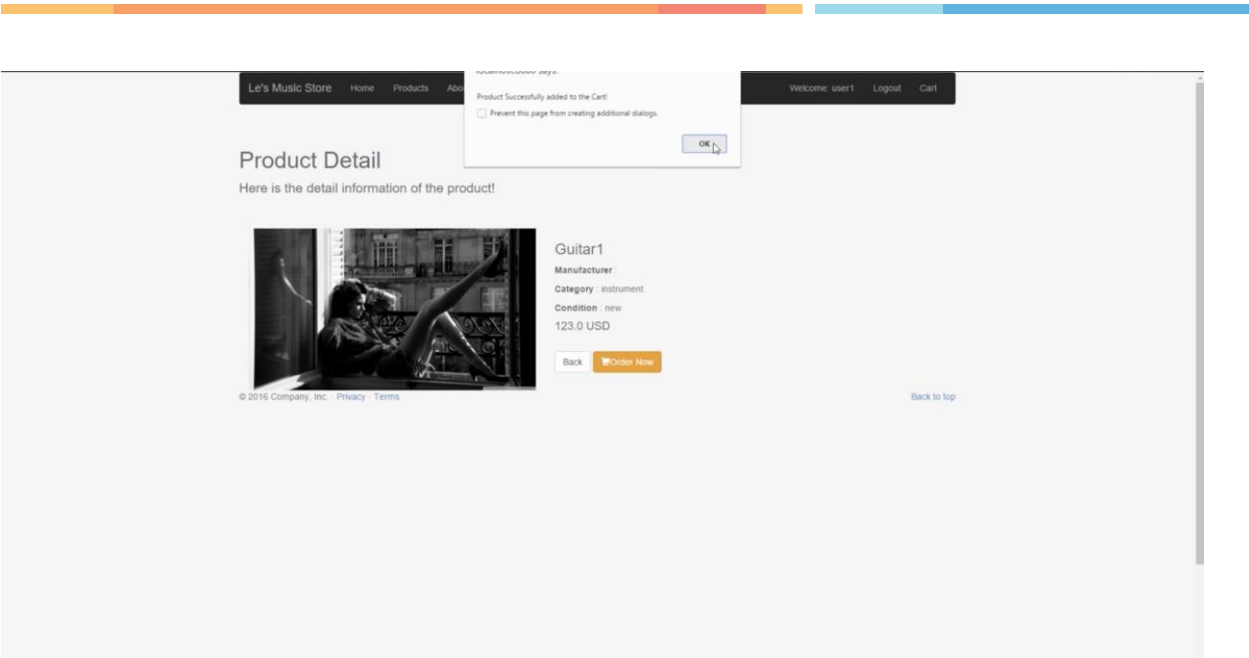 Le's Music Store Home Products Welcome: user1 Logout Cart
Product Successfully added to the Cart!
Prevent this page from creating additional dialogs.
OK
Product Detail
Here is the detail information of the product!
Guitar1
Manufacturer :
Category : instrument
Condition : new
123.0 USD
Back Order Now
© 2016 Company, Inc. · Privacy · Terms Back to top